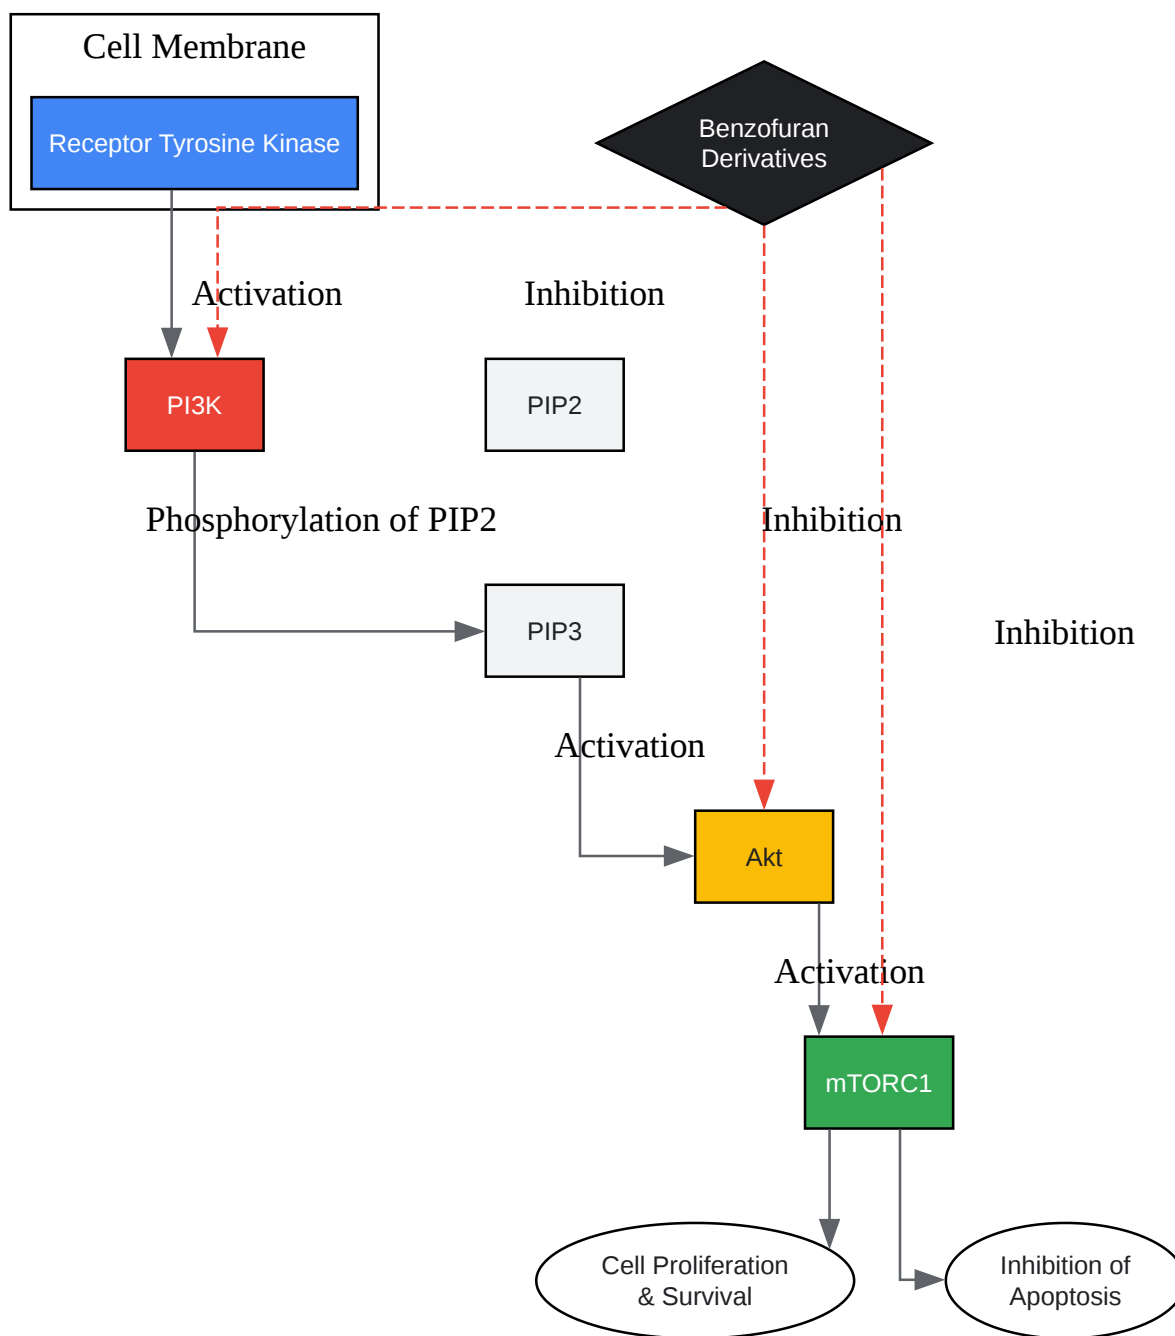 Cell Membrane
Receptor Tyrosine Kinase
Benzofuran
Derivatives
Activation
Inhibition
PI3K
PIP2
Phosphorylation of PIP2
Inhibition
PIP3
Inhibition
Activation
Akt
Activation
mTORC1
Cell Proliferation
& Survival
Inhibition of
Apoptosis